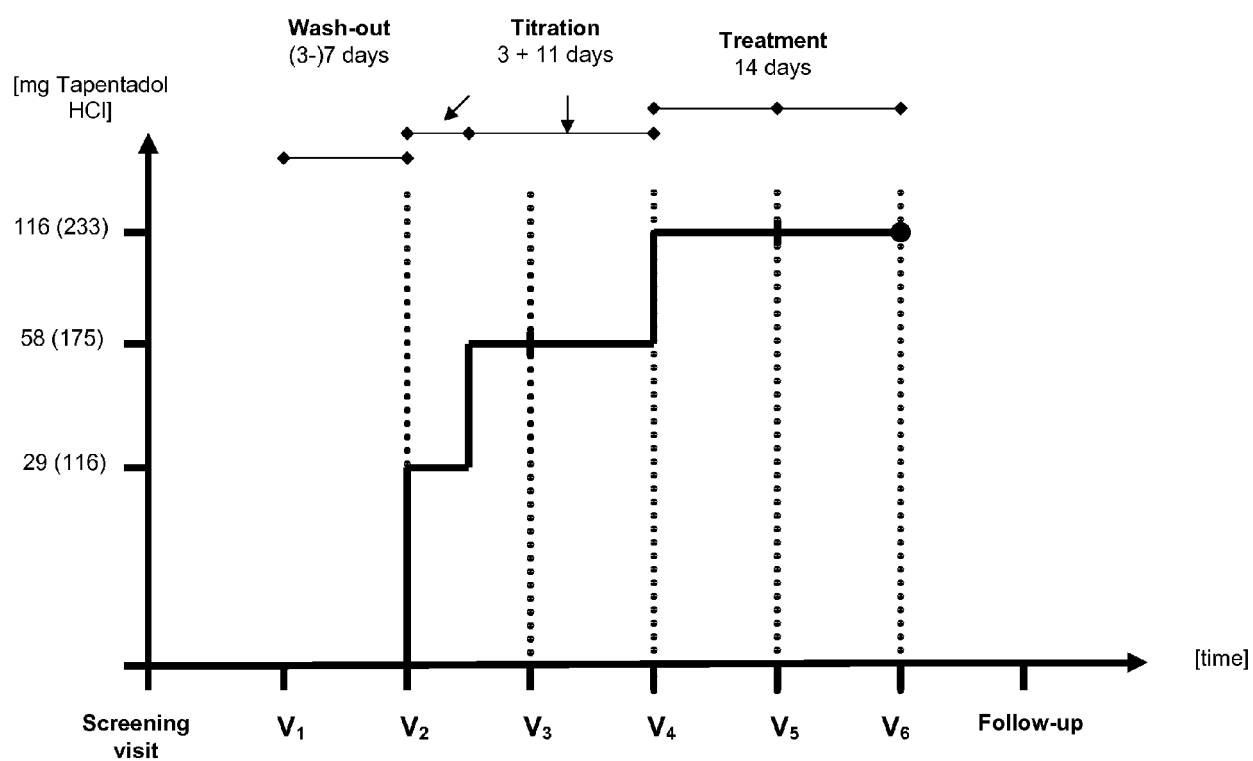 Wash-out
(3-)7 days
Titration
3 + 11 days
Treatment
14 days
[mg Tapentadol
HCl]
116 (233)
58 (175)
29 (116)
[time]
Screening
visit
V1
V2
V3
V4
V5
V6
Follow-up